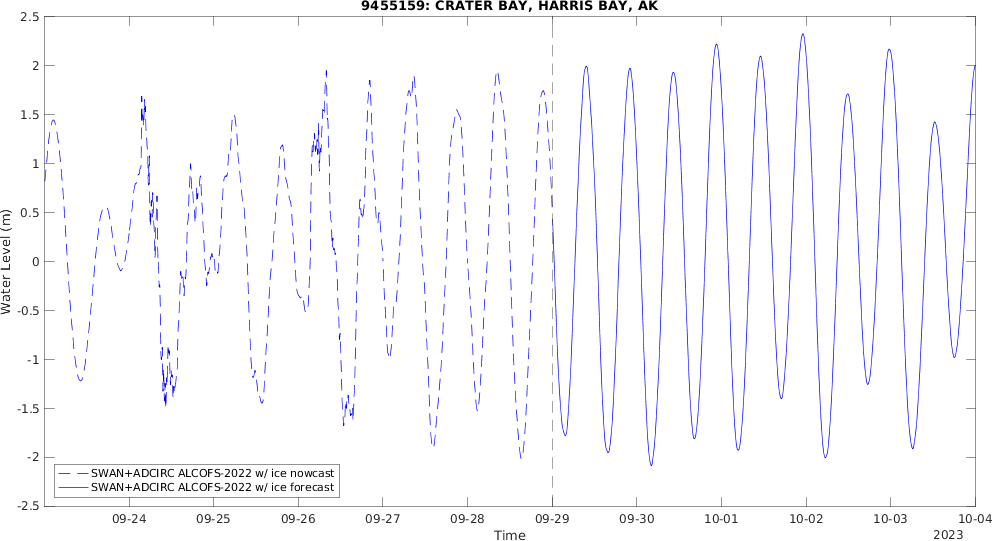 9455159: CRATER BAY, HARRIS BAY, AK
2.5
2
1.5
1
0.5
0
-0.5
-1
-1.5
-2
-2.5
Water Level (m)
SWAN+ADCIRC ALCOFS-2022 w/ ice nowcast
SWAN+ADCIRC ALCOFS-2022 w/ ice forecast
09-24 09-25 09-26 09-27 09-28 09-29 09-30 10-01 10-02 10-03 10-04
Time
2023